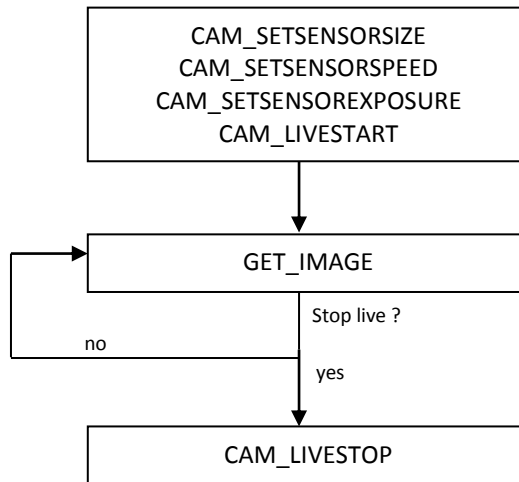 CAM_SETSENSORSIZE
CAM_SETSENSORSPEED
CAM_SETSENSOREXPOSURE
CAM_LIVESTART
GET_IMAGE
Stop live ?
no
yes
CAM_LIVESTOP